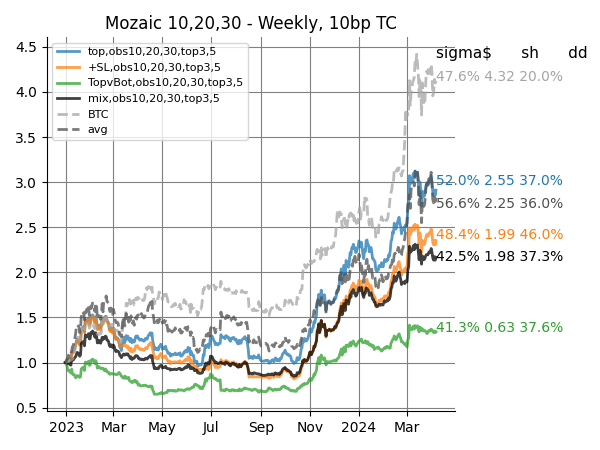 Mozaic 10,20,30 - Weekly, 10bp TC
top,obs10,20,30,top3,5
+SL,obs10,20,30,top3,5
TopvBot,obs10,20,30,top3,5
mix,obs10,20,30,top3,5
BTC
avg
sigma$ sh dd
47.6% 4.32 20.0%
52.0% 2.55 37.0%
56.6% 2.25 36.0%
48.4% 1.99 46.0%
42.5% 1.98 37.3%
41.3% 0.63 37.6%
4.5
4.0
3.5
3.0
2.5
2.0
1.5
1.0
0.5
2023 Mar May Jul Sep Nov 2024 Mar